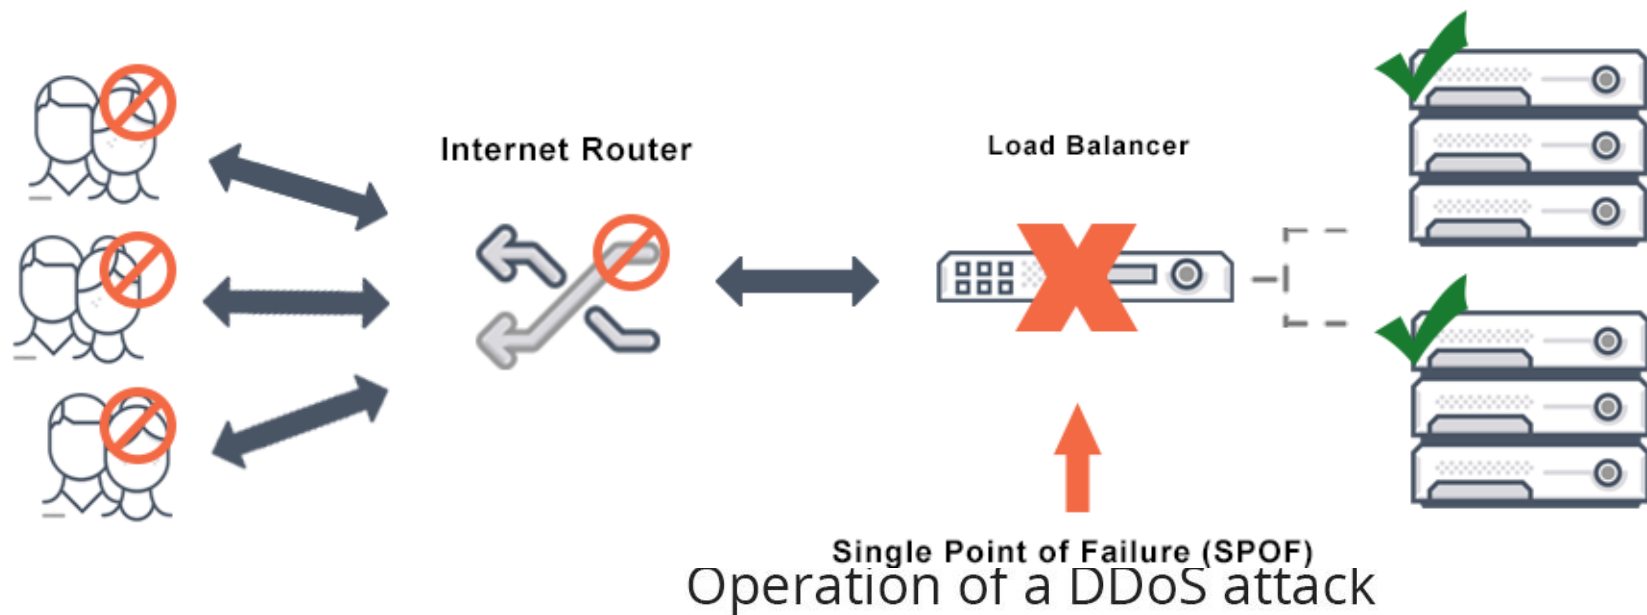 Internet Router
Load Balancer
Single Point of Failure (SPOF)
Operation of a DDoS attack